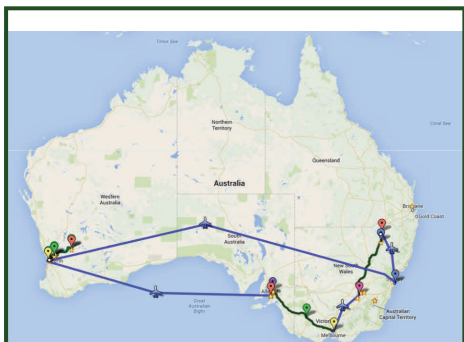 Timor Sea
Coral Sea
Northern
Territory
Queensland
Australia
Western
Australia
Brisbane
Gold Coast
South
Australia
New South
Wales
Great
Australian
Bight
Australian
Capital Territory
Victoria
Melbourne